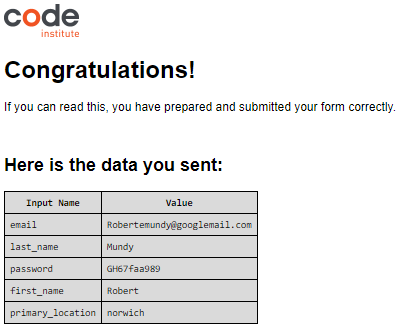 code
institute
Congratulations!
If you can read this, you have prepared and submitted your form correctly.
Here is the data you sent:
Input Name Value
email Robertemundy@googlemail.com
last_name Mundy
password GH67faa989
first_name Robert
primary_location norwich